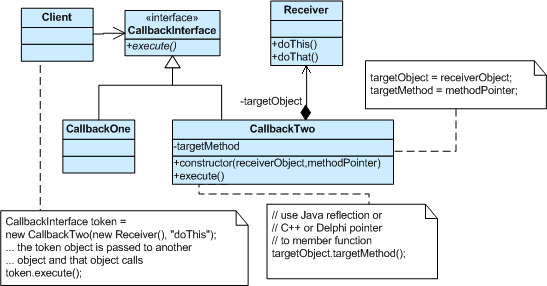 Client
«interface»
CallbackInterface
+execute()
Receiver
+doThis()
+doThat()
targetObject = receiverObject;
targetMethod = methodPointer;
-targetObject
CallbackOne
CallbackTwo
-targetMethod
+constructor(receiverObject,methodPointer)
+execute()
CallbackInterface token =
new CallbackTwo(new Receiver(), "doThis");
... the token object is passed to another
... object and that object calls
token.execute();
// use Java reflection or
// C++ or Delphi pointer
// to member function
targetObject.targetMethod();